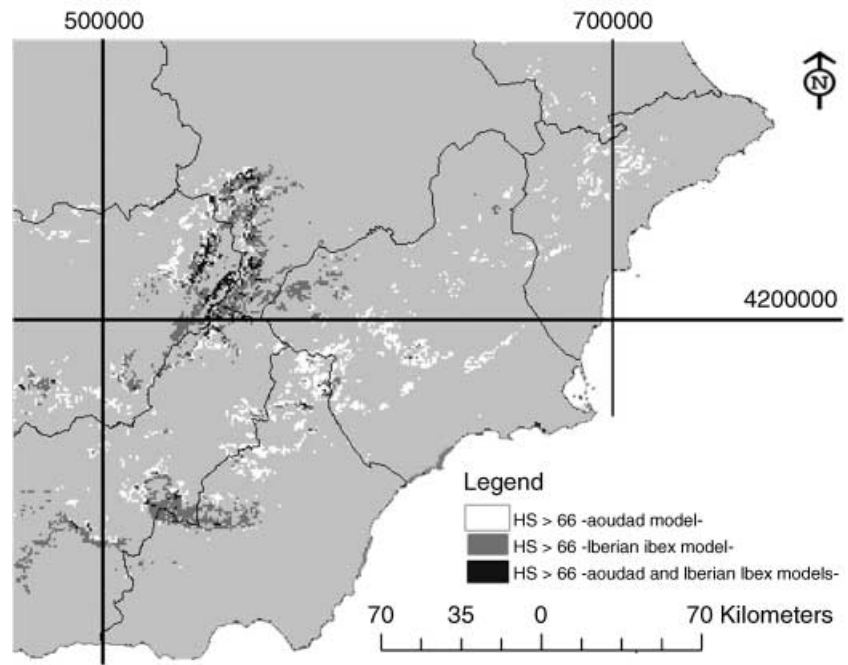 500000 700000
N
4200000
Legend
HS > 66 -aoudad model-
HS > 66 -Iberian ibex model-
HS > 66 -aoudad and Iberian Ibex models-
70 35 0 70 Kilometers